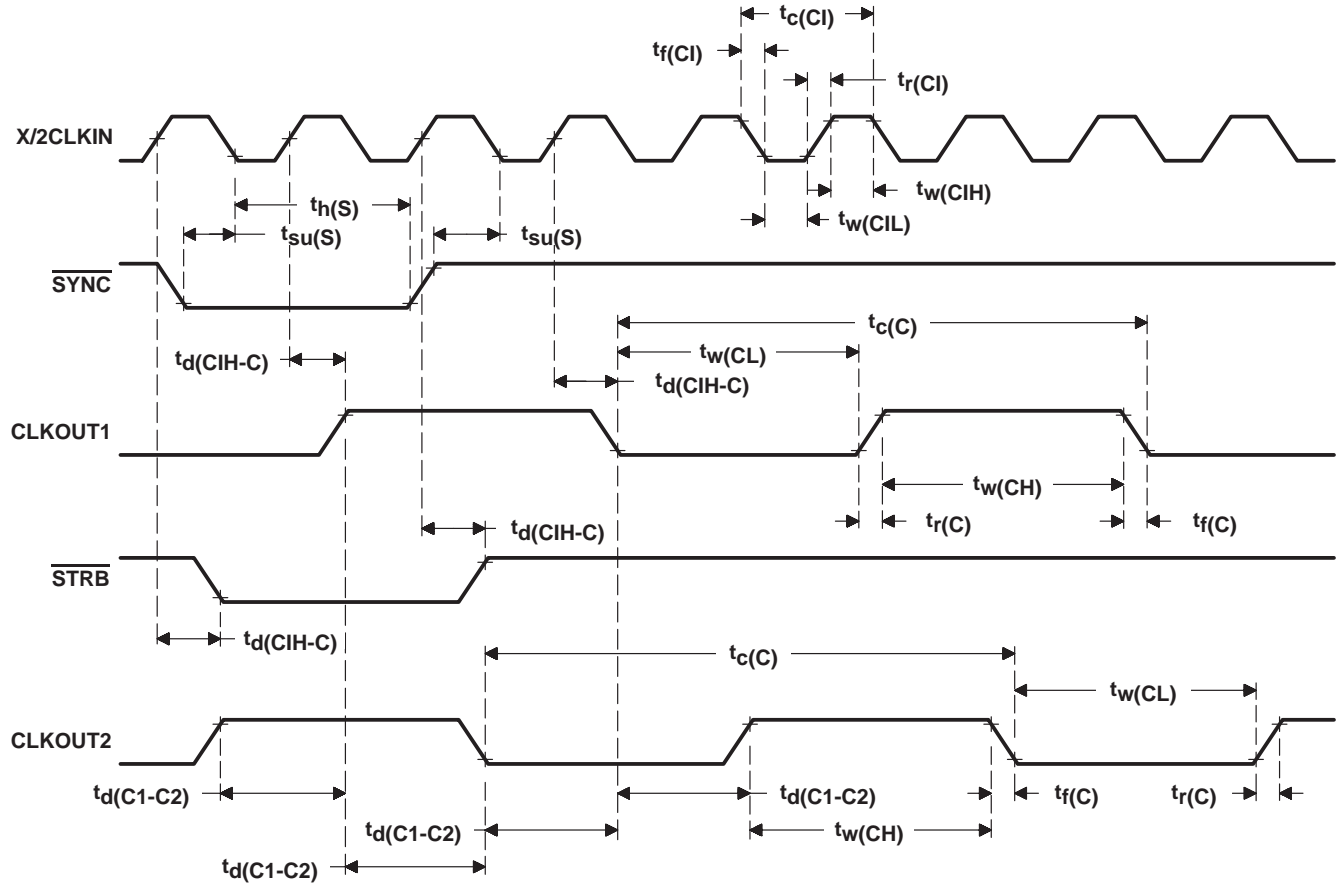 tc(CI)
tf(CI)
tr(CI)
X/2CLKIN
tw(CIH)
th(S)
tw(CIL)
tsu(S)
tsu(S)
SYNC
tc(C)
tw(CL)
td(CIH-C)
td(CIH-C)
CLKOUT1
tw(CH)
tr(C)
tf(C)
td(CIH-C)
STRB
td(CIH-C)
tc(C)
tw(CL)
CLKOUT2
td(C1-C2)
td(C1-C2)
tf(C)
tr(C)
td(C1-C2)
tw(CH)
td(C1-C2)